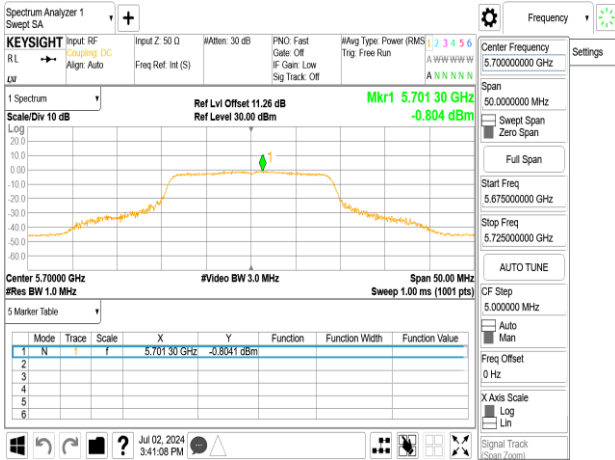 Spectrum Analyzer 1
Swept SA
+
Frequency
KEYSIGHT
Input: RF
Coupling: DC
Align: Auto
Input Z: 50 Ω
Freq Ref: Int (S)
#Atten: 30 dB
PNO: Fast
Gate: Off
IF Gain: Low
Sig Track: Off
#Avg Type: Power (RMS
Trig: Free Run
1 2 3 4 5 6
A W W W W W
A N N N N N
R L
LXI
1 Spectrum
Scale/Div 10 dB
Ref Lvl Offset 11.26 dB
Ref Level 30.00 dBm
Mkr1 5.701 30 GHz
-0.804 dBm
Log
20.0
10.0
0.00
-10.0
-20.0
-30.0
-40.0
-50.0
-60.0
1
Center 5.70000 GHz
#Video BW 3.0 MHz
Span 50.00 MHz
#Res BW 1.0 MHz
Sweep 1.00 ms (1001 pts)
5 Marker Table
Mode Trace Scale X Y Function Function Width Function Value
1 N 1 f 5.701 30 GHz -0.8041 dBm
2
3
4
5
6
?
Jul 02, 2024
3:41:08 PM
Center Frequency
5.700000000 GHz
Settings
Span
50.0000000 MHz
Swept Span
Zero Span
Full Span
Start Freq
5.675000000 GHz
Stop Freq
5.725000000 GHz
AUTO TUNE
CF Step
5.000000 MHz
Auto
Man
Freq Offset
0 Hz
X Axis Scale
Log
Lin
Signal Track
(Span Zoom)